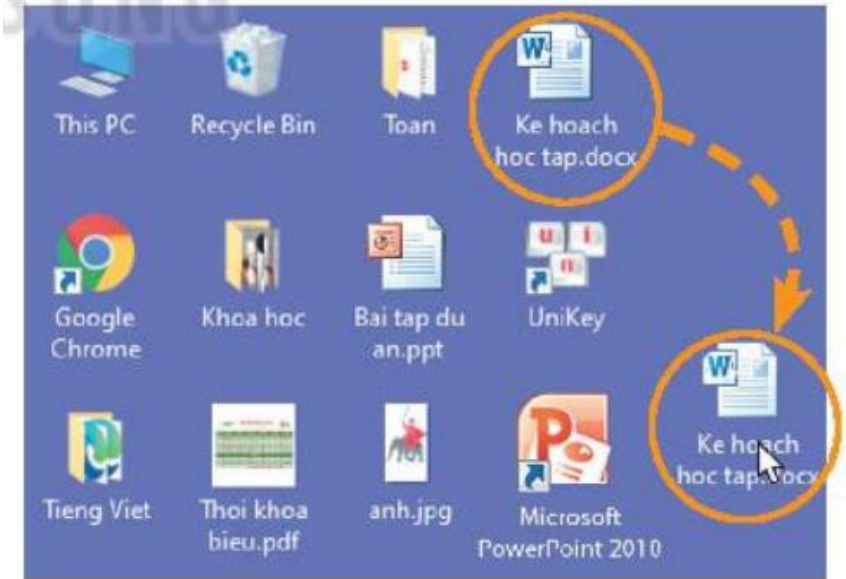 SONG
This PC
Recycle Bin
Toan
Ke hoach
hoc tap.docx
Google
Chrome
Khoa hoc
Bai tap du
an.ppt
UniKey
Ke hoach
hoc tap.docx
Tieng Viet
Thoi khoa
bieu.pdf
anh.jpg
Microsoft
PowerPoint 2010